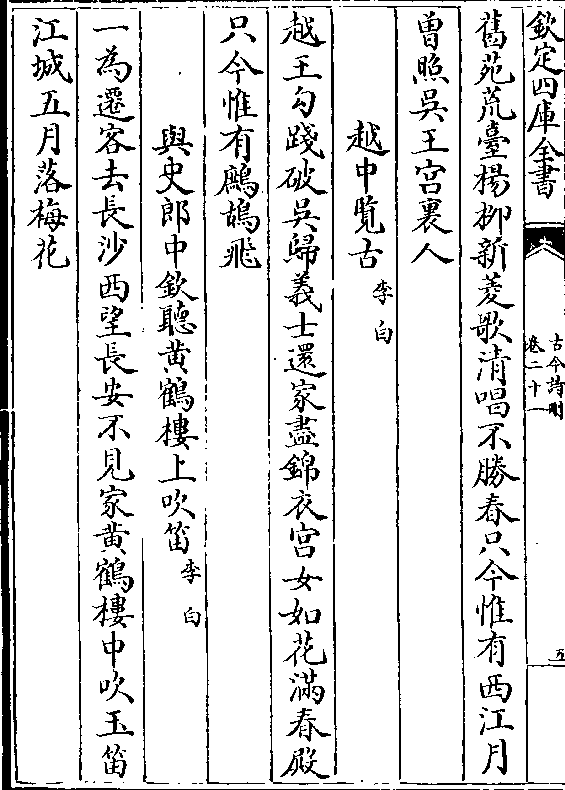 欽定四庫全書
古今詩刪
卷二十一
五
舊苑荒臺楊柳新菱歌清唱不勝春只今惟有西江月
曽照吳王宫裏人
越中覧古
李白
越王勾踐破吳歸義士還家盡錦衣宫女如花滿春殿
只今惟有鷓鴣飛
與史郎中欽聽黄鶴樓上吹笛
李白
一為遷客去長沙西望長安不見家黄鶴樓中吹玉笛
江城五月落梅花